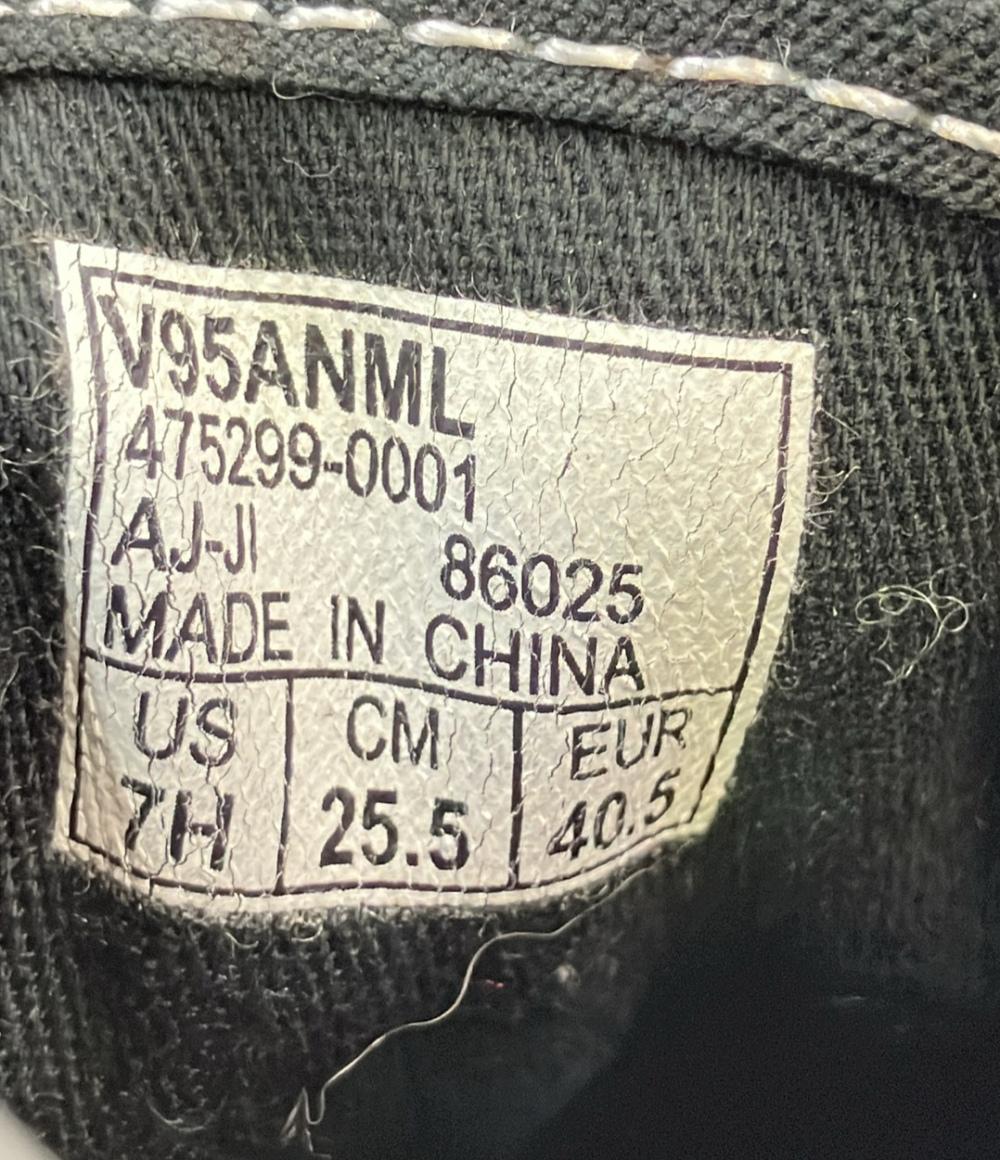 V95ANML
475299-0001
AJ-JI 86025
MADE IN CHINA
US CM EUR
7H 25.5 40.5